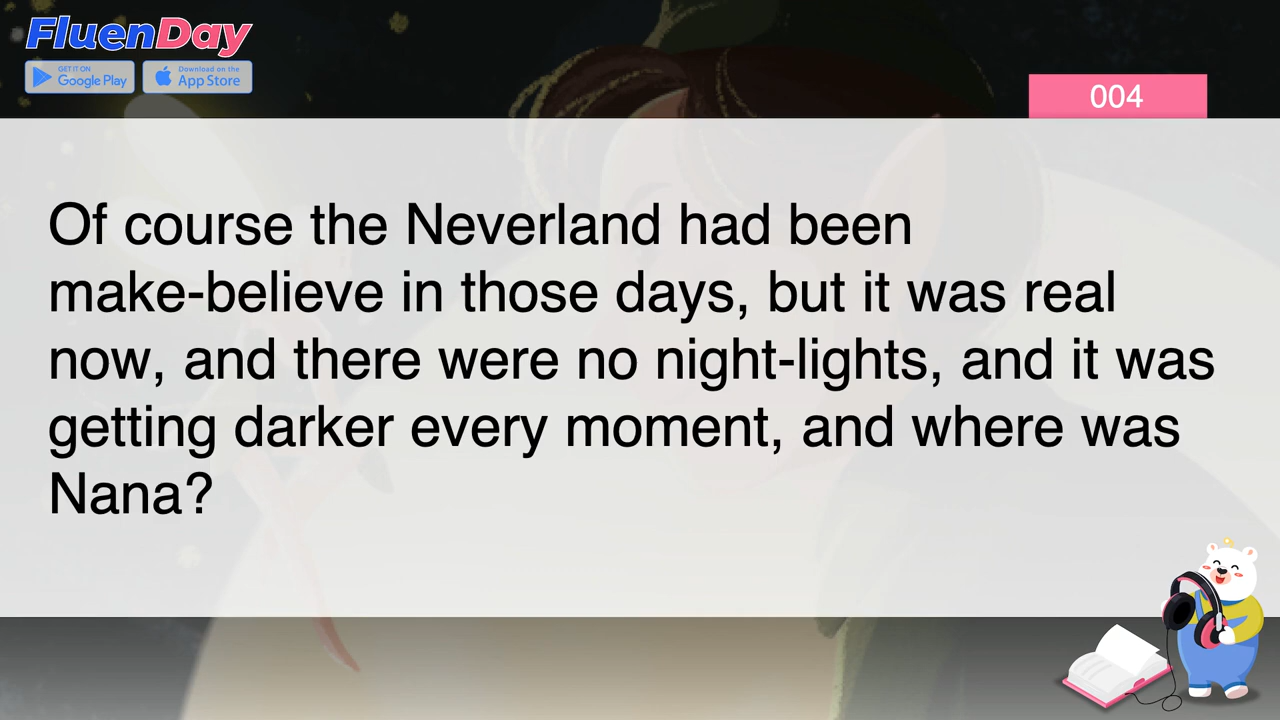 FluenDay
GET IT ON
Google Play
Download on the
App Store
004
Of course the Neverland had been
make-believe in those days, but it was real
now, and there were no night-lights, and it was
getting darker every moment, and where was
Nana?